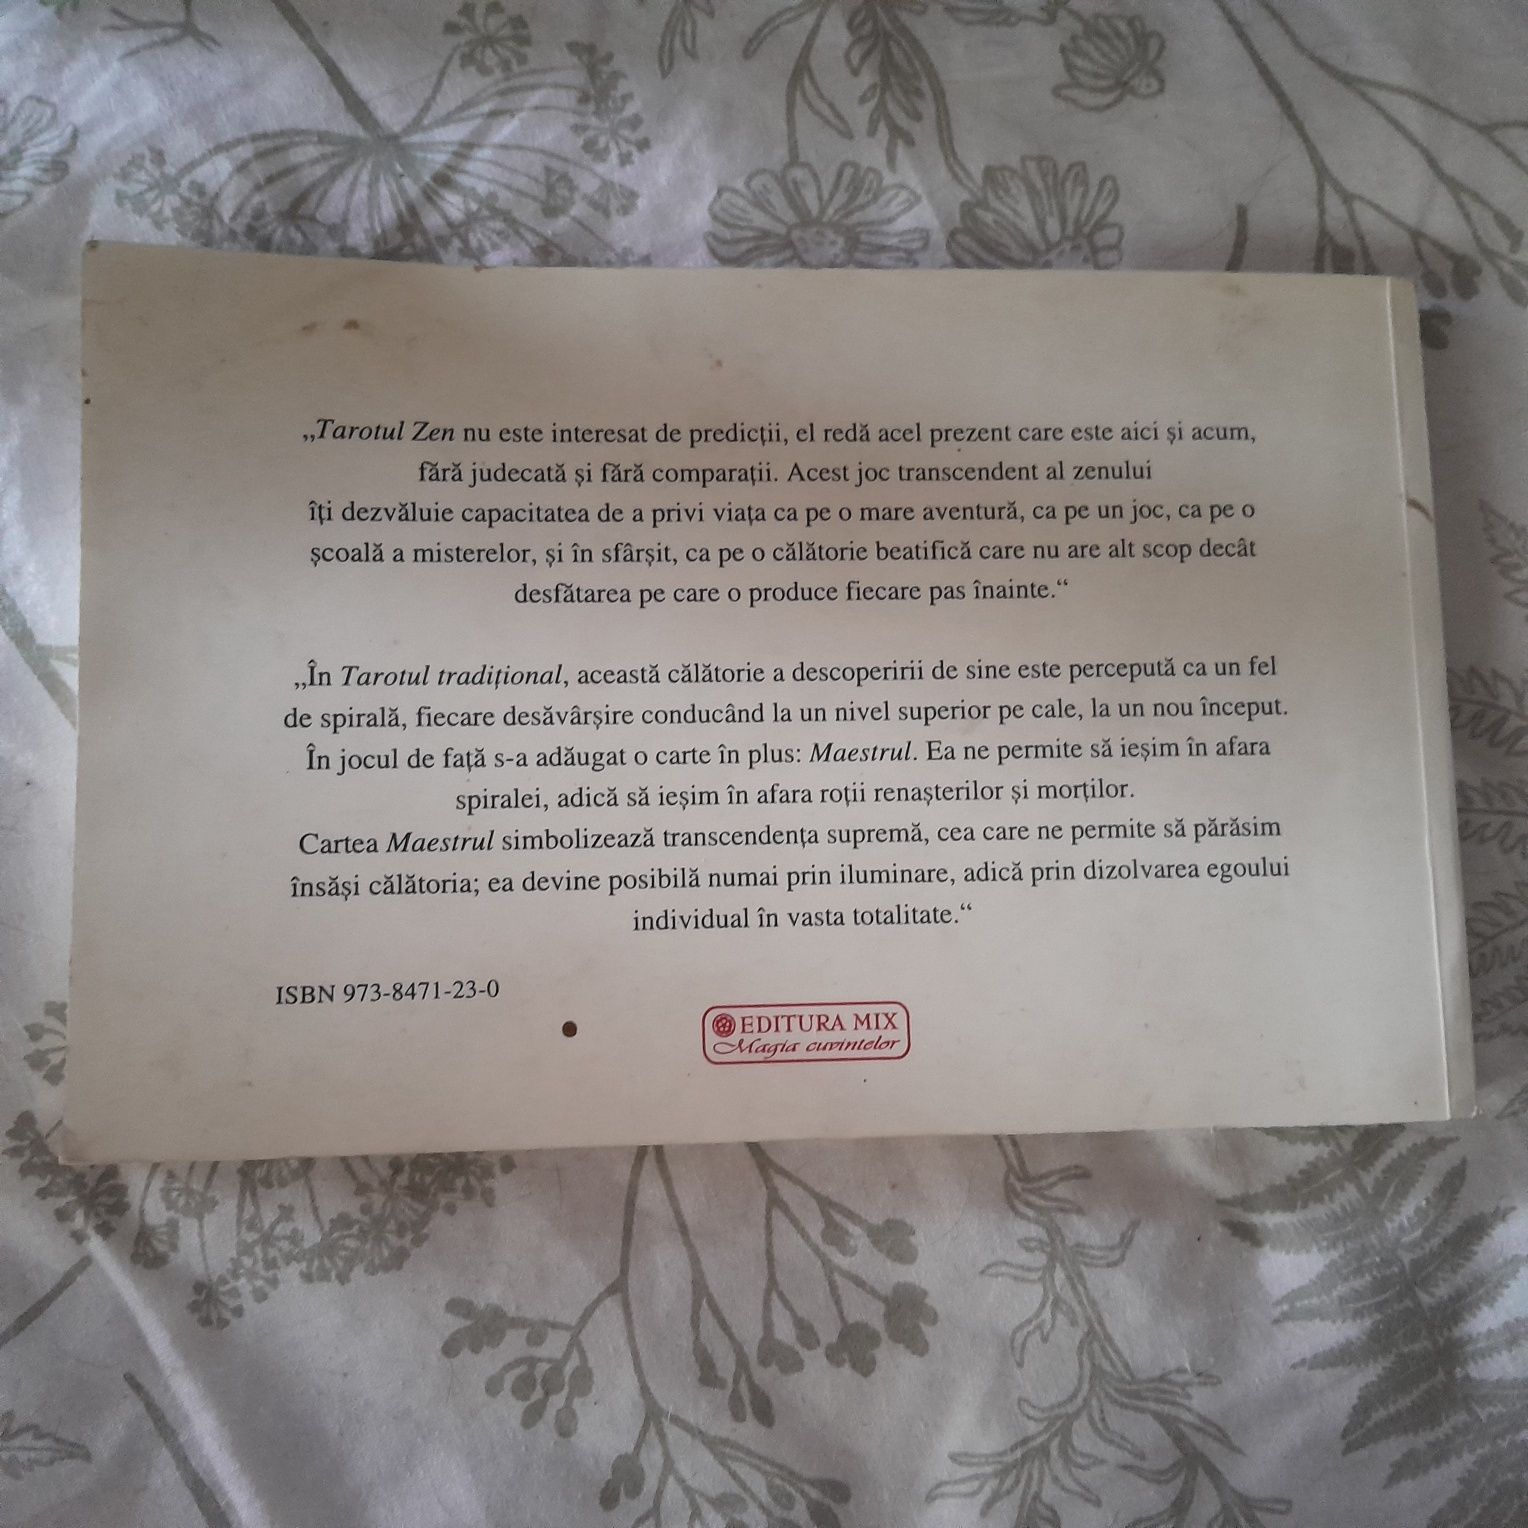 „Tarotul Zen nu este interesat de predicții, el redă acel prezent care este aici și acum,
fără judecată și fără comparații. Acest joc transcendent al zenului
îți dezvăluie capacitatea de a privi viața ca pe o mare aventură, ca pe un joc, ca pe o
școală a misterelor, și în sfârșit, ca pe o călătorie beatifică care nu are alt scop decât
desfătarea pe care o produce fiecare pas înainte.“
„În Tarotul tradițional, această călătorie a descoperirii de sine este percepută ca un fel
de spirală, fiecare desăvârșire conducând la un nivel superior pe cale, la un nou început.
În jocul de față s-a adăugat o carte în plus: Maestrul. Ea ne permite să ieșim în afara
spiralei, adică să ieșim în afara roții renașterilor și morților.
Cartea Maestrul simbolizează transcendența supremă, cea care ne permite să părăsim
însăși călătoria; ea devine posibilă numai prin iluminare, adică prin dizolvarea egoului
individual în vasta totalitate.“
ISBN 973-8471-23-0
EDITURA MIX
Magia cuvintelor